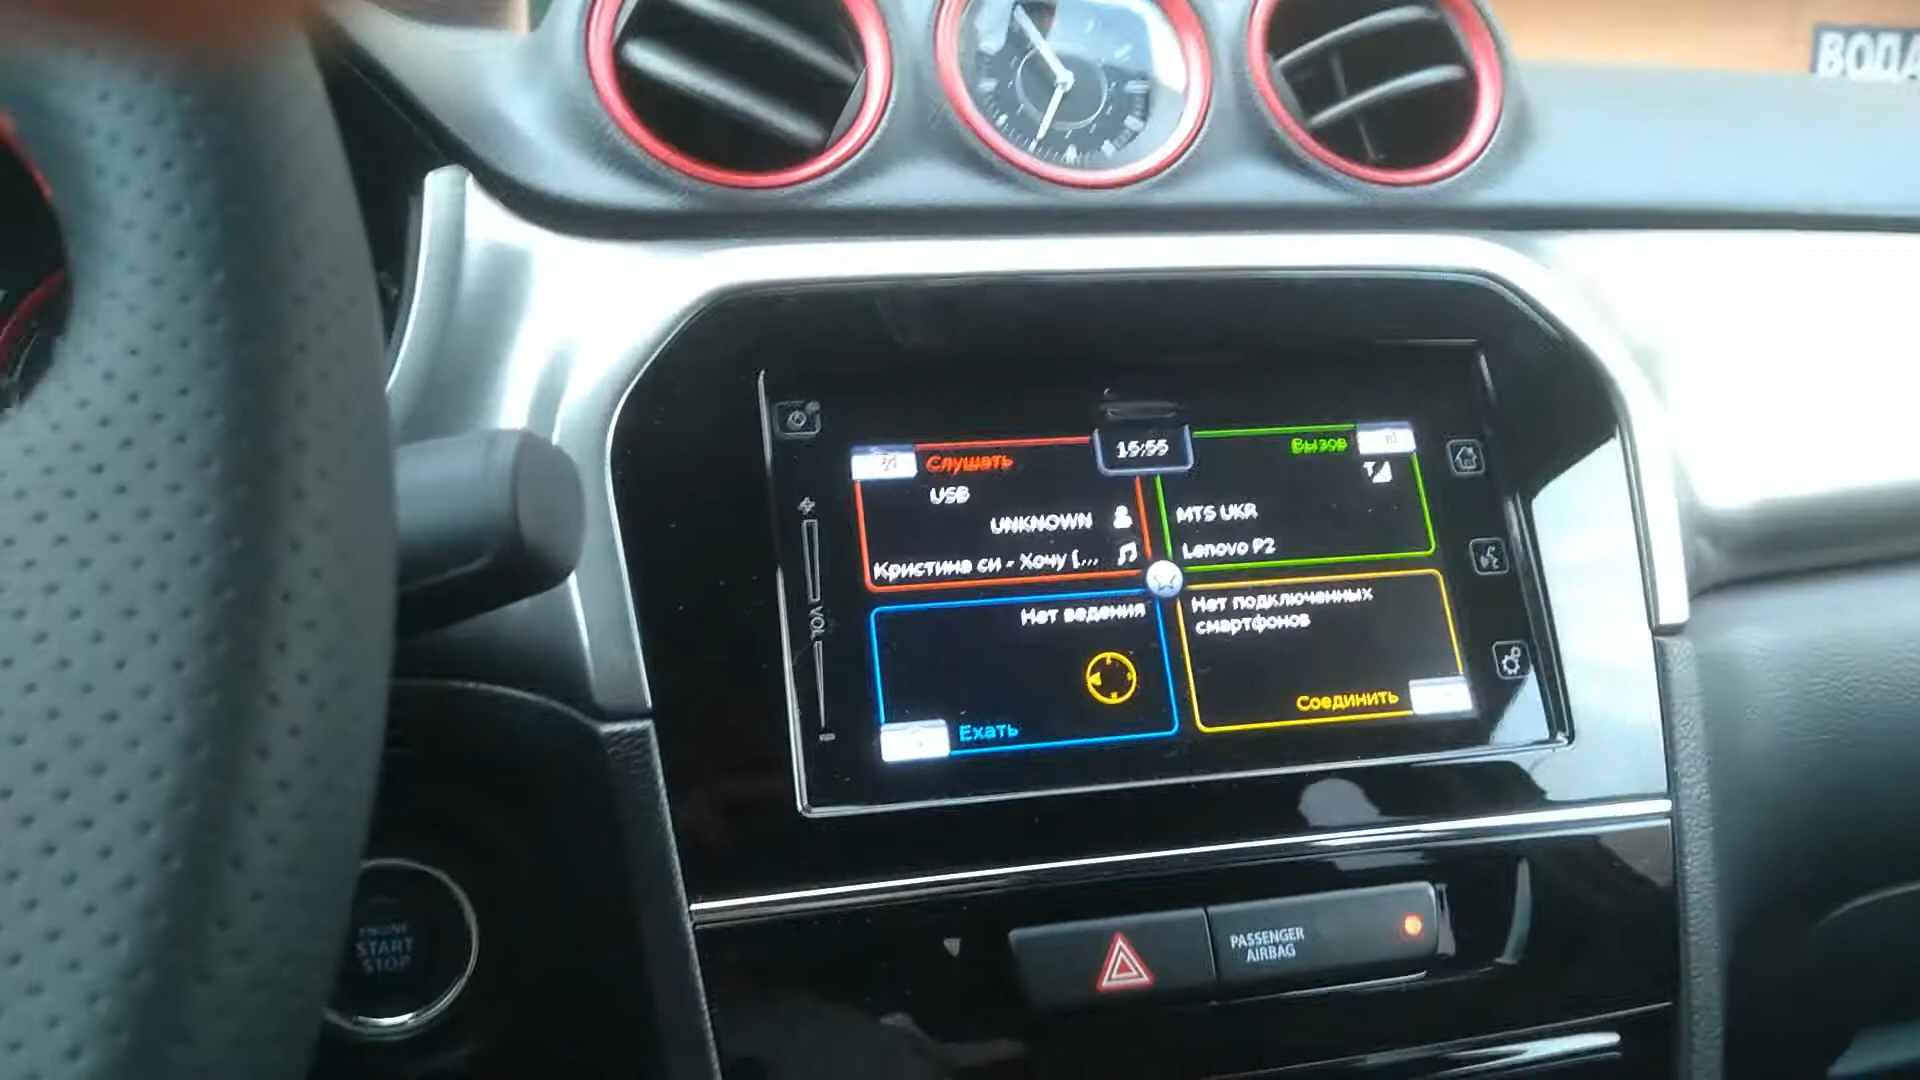 ВОДА
Слушать
15:55
Вызов
USB
UNKNOWN
MTS UKR
Кристина си - Хочу [...
Lenovo P2
VOL
Нет ведения
Нет подключенных
смартфонов
Ехать
Соединить
ENGINE
START
STOP
PASSENGER
AIRBAG